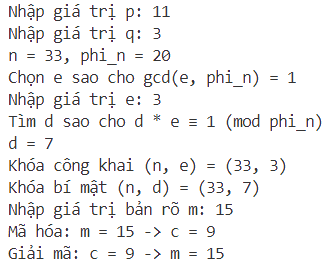 Nhập giá trị p: 11
Nhập giá trị q: 3
n = 33, phi_n = 20
Chọn e sao cho gcd(e, phi_n) = 1
Nhập giá trị e: 3
Tìm d sao cho d * e ≡ 1 (mod phi_n)
d = 7
Khóa công khai (n, e) = (33, 3)
Khóa bí mật (n, d) = (33, 7)
Nhập giá trị bản rõ m: 15
Mã hóa: m = 15 -> c = 9
Giải mã: c = 9 -> m = 15